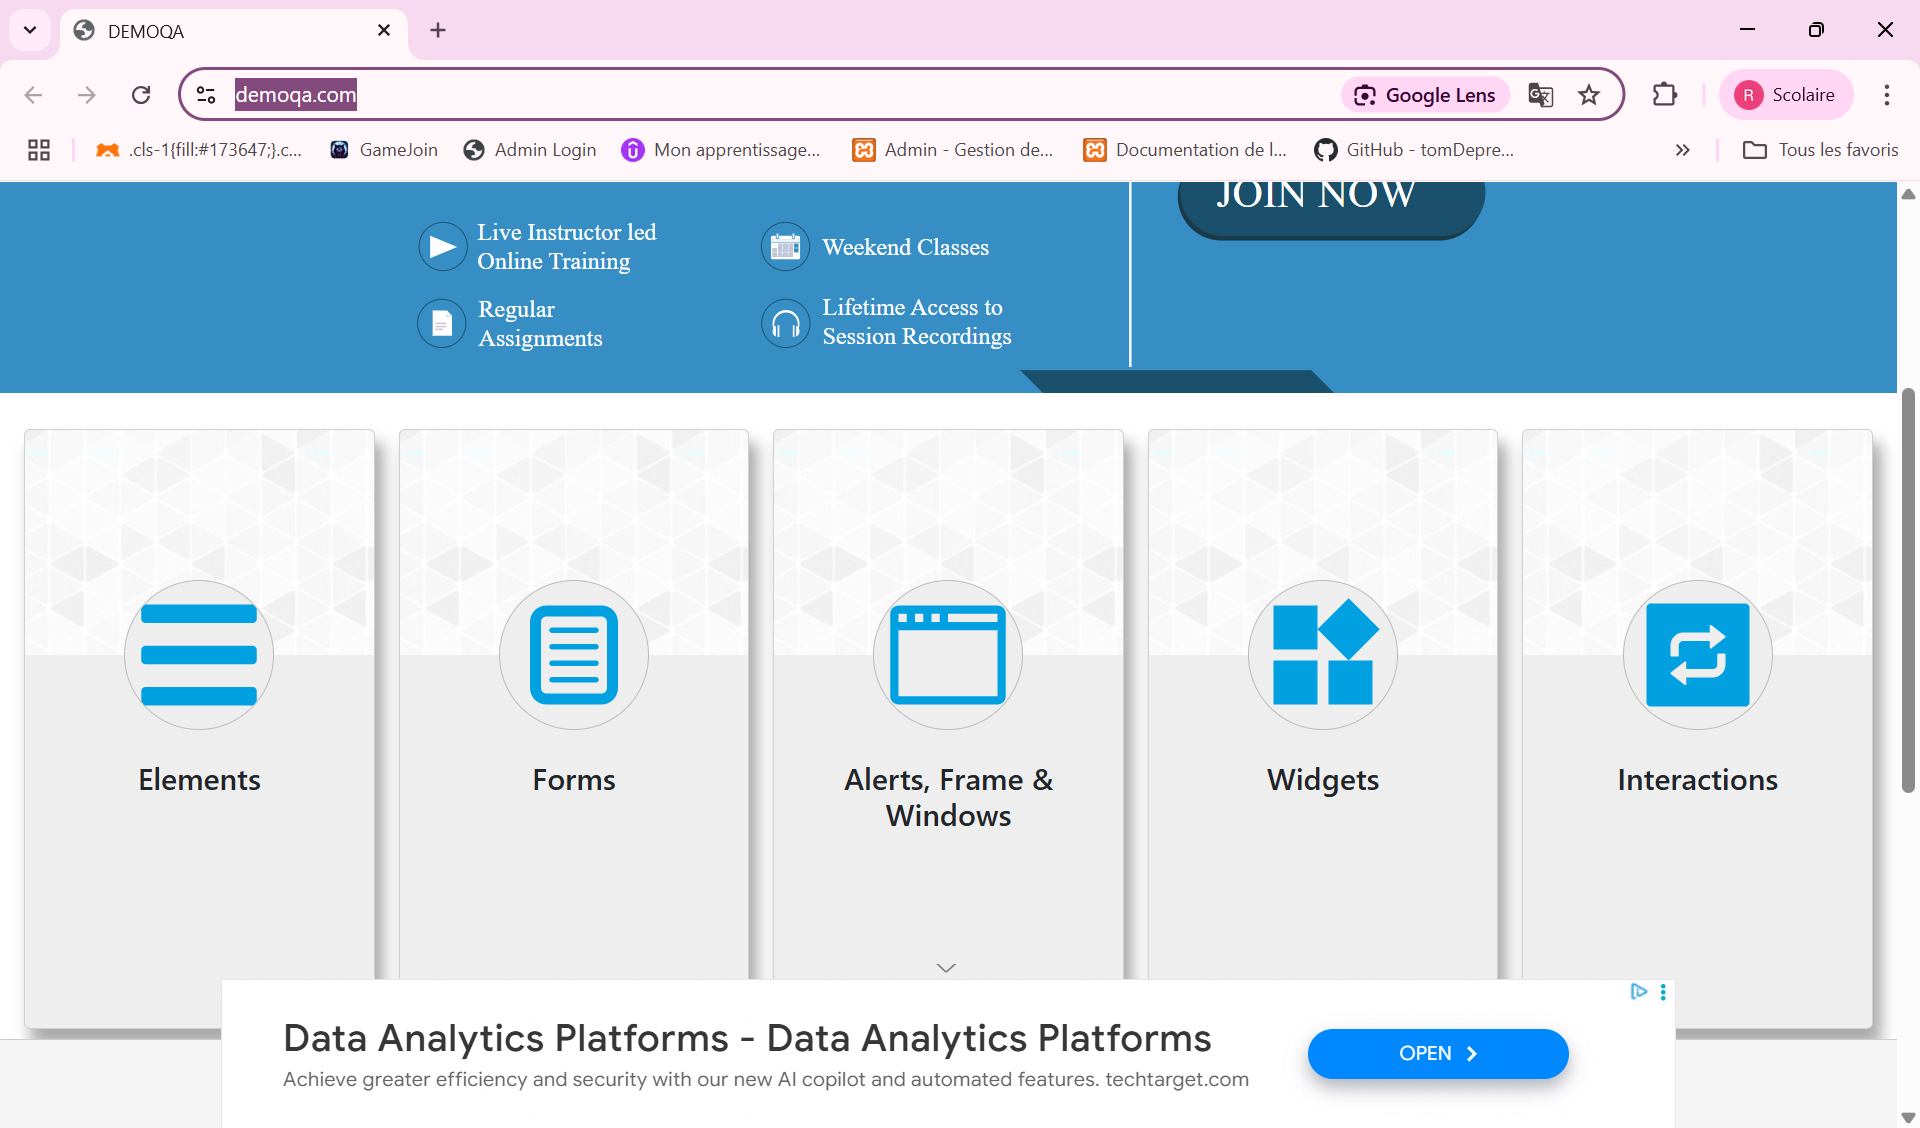 DEMOQA
demoqa.com
Google Lens
R
Scolaire
.cls-1{fill:#173647;}.c...
GameJoin
Admin Login
Mon apprentissage...
Admin - Gestion de...
Documentation de l...
GitHub - tomDepre...
Tous les favoris
JOIN NOW
Live Instructor led
Online Training
Weekend Classes
Regular
Assignments
Lifetime Access to
Session Recordings
Elements
Forms
Alerts, Frame &
Windows
Widgets
Interactions
Data Analytics Platforms - Data Analytics Platforms
Achieve greater efficiency and security with our new AI copilot and automated features. techtarget.com
OPEN